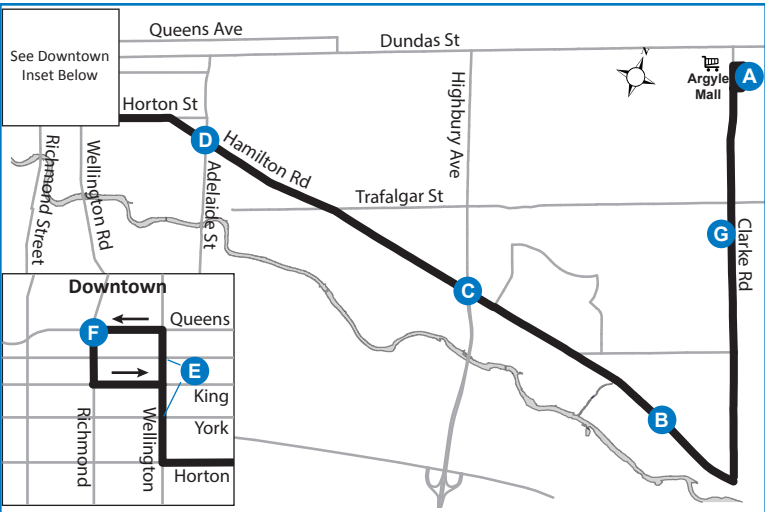 Queens Ave
Dundas St
See Downtown
Inset Below
N
Argyle
Mall
A
Horton St
Highbury Ave
D
Hamilton Rd
Richmond Street
Wellington Rd
Adelaide St
Trafalgar St
G
Clarke Rd
C
Downtown
Queens
F
E
King
Richmond
Wellington
York
B
Horton